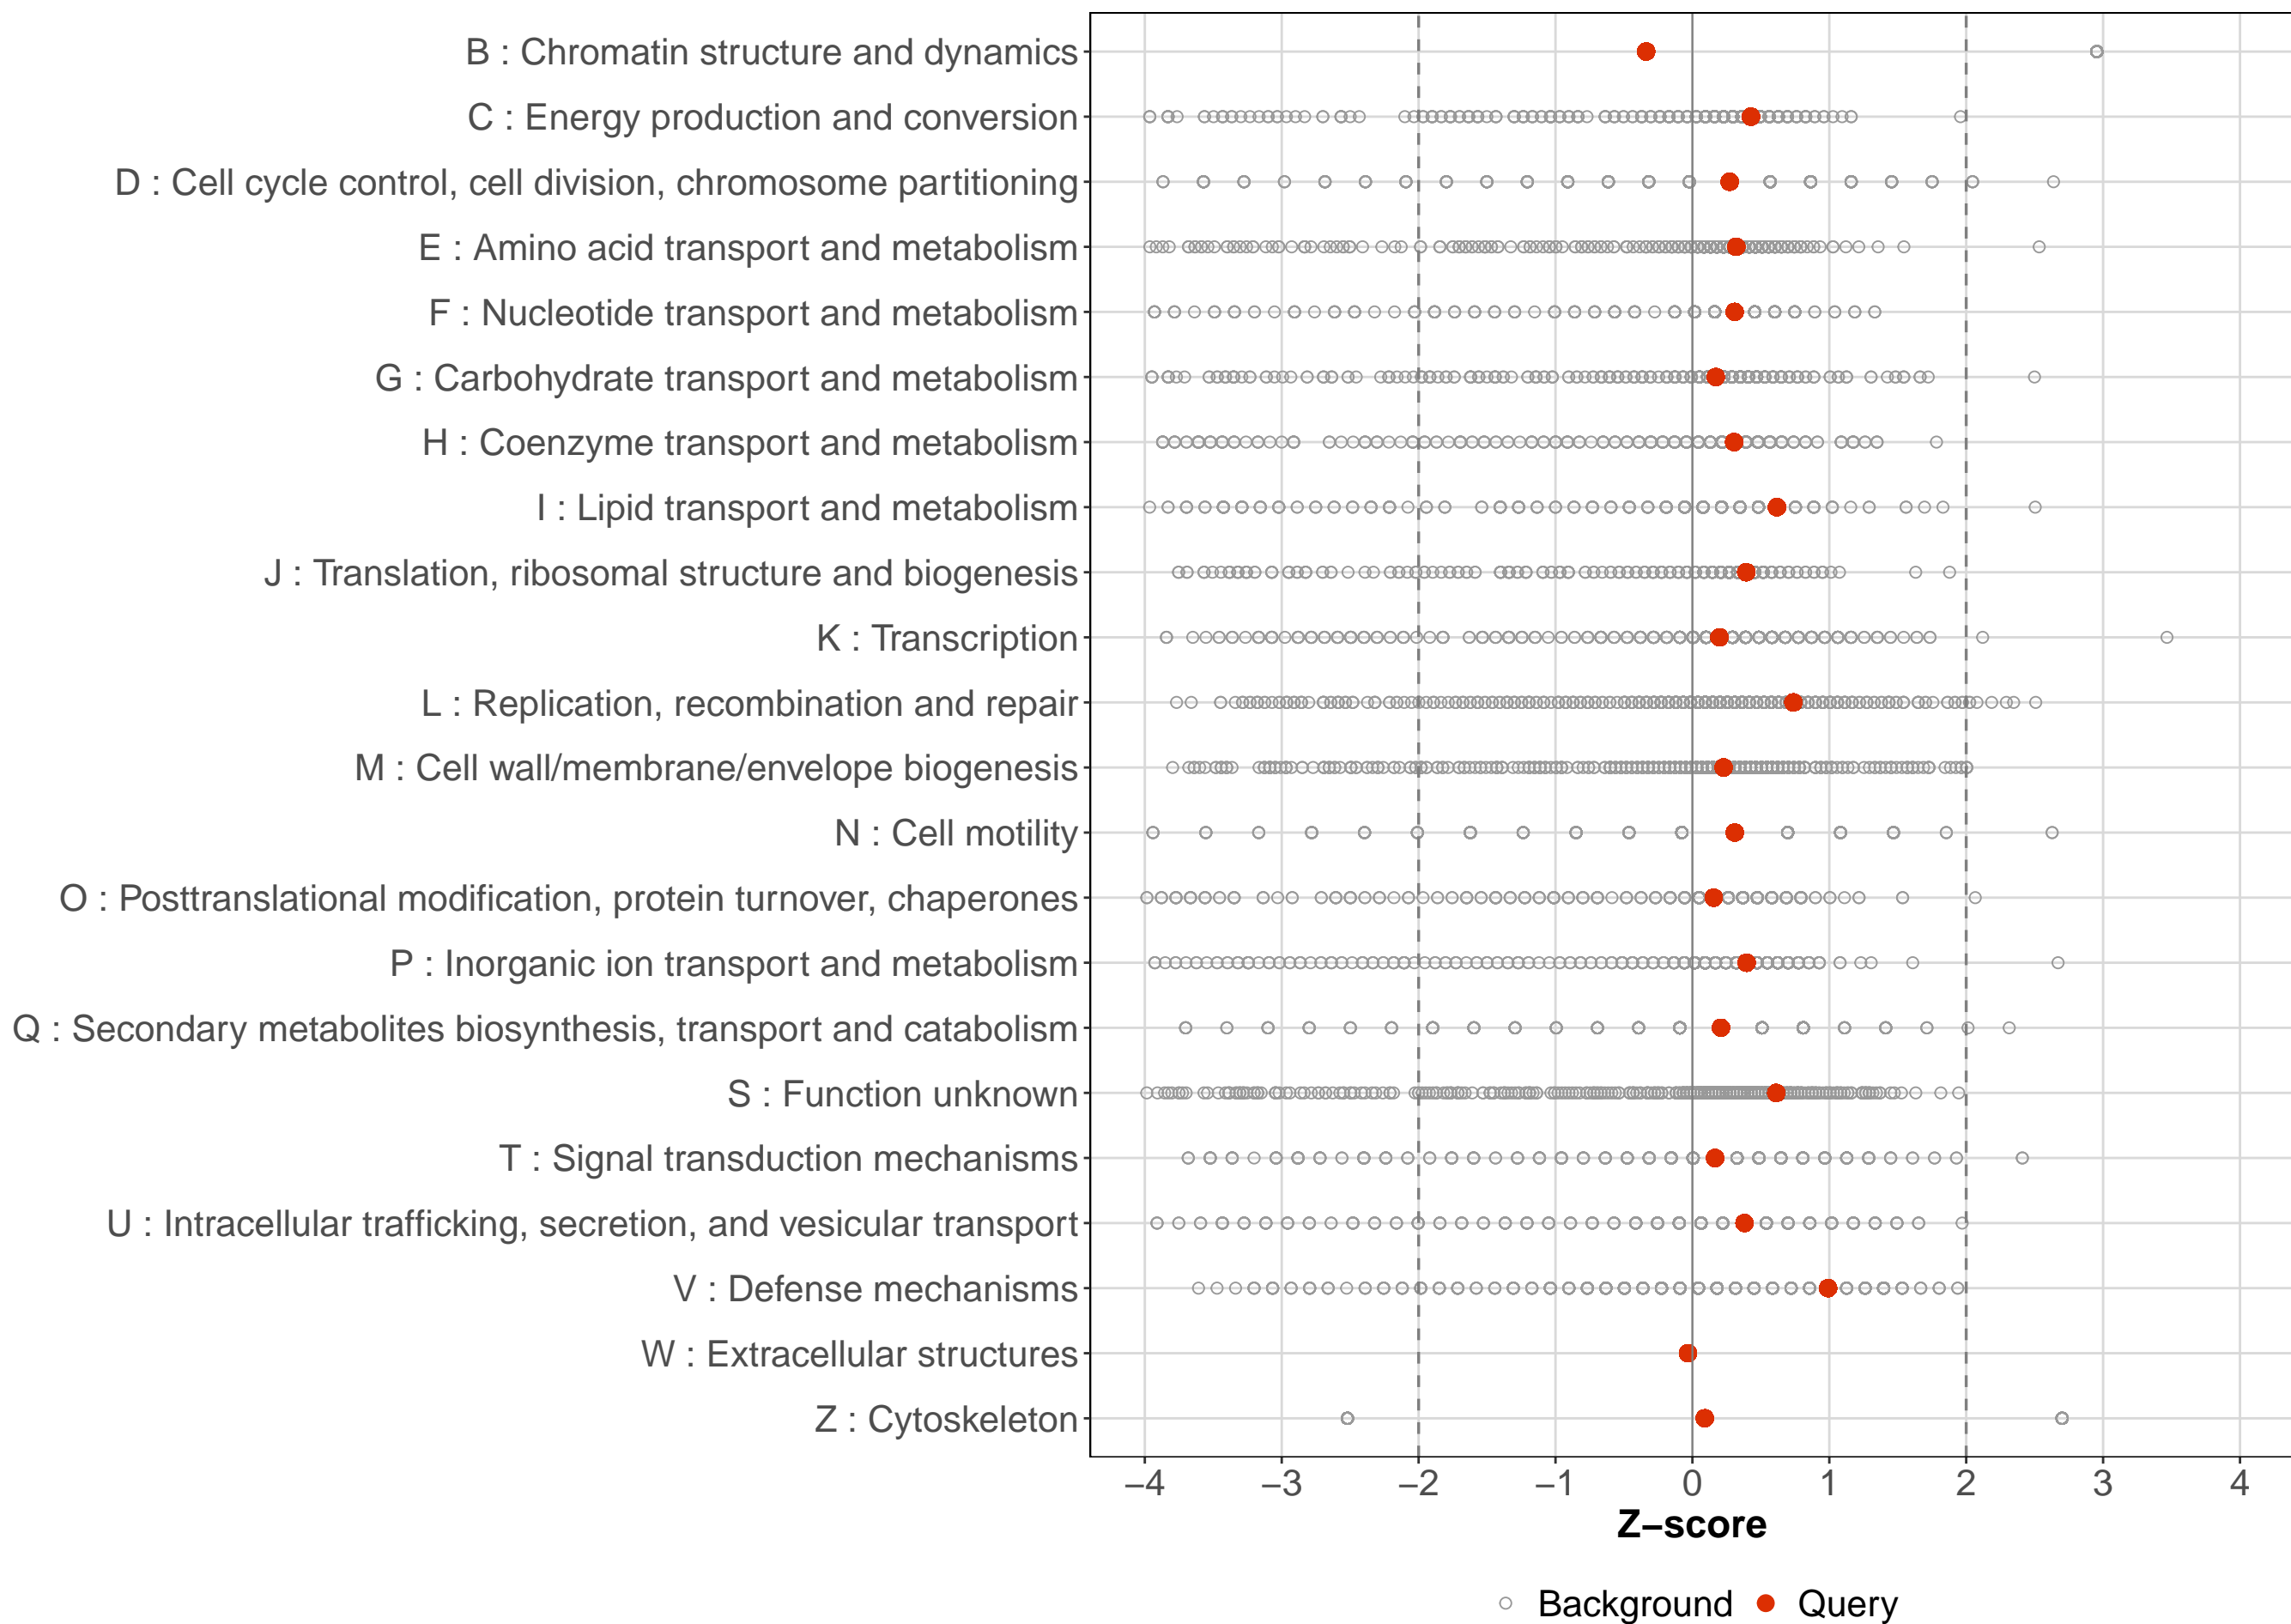 B : Chromatin structure and dynamics
C : Energy production and conversion
D : Cell cycle control, cell division, chromosome partitioning
E : Amino acid transport and metabolism
F : Nucleotide transport and metabolism
G : Carbohydrate transport and metabolism
H : Coenzyme transport and metabolism
I : Lipid transport and metabolism
J : Translation, ribosomal structure and biogenesis
K : Transcription
L : Replication, recombination and repair
M : Cell wall/membrane/envelope biogenesis
N : Cell motility
O : Posttranslational modification, protein turnover, chaperones
P : Inorganic ion transport and metabolism
Q : Secondary metabolites biosynthesis, transport and catabolism
S : Function unknown
T : Signal transduction mechanisms
U : Intracellular trafficking, secretion, and vesicular transport
V : Defense mechanisms
W : Extracellular structures
Z : Cytoskeleton
−4 −3 −2 −1 0 1 2 3 4
Z−score
Background Query